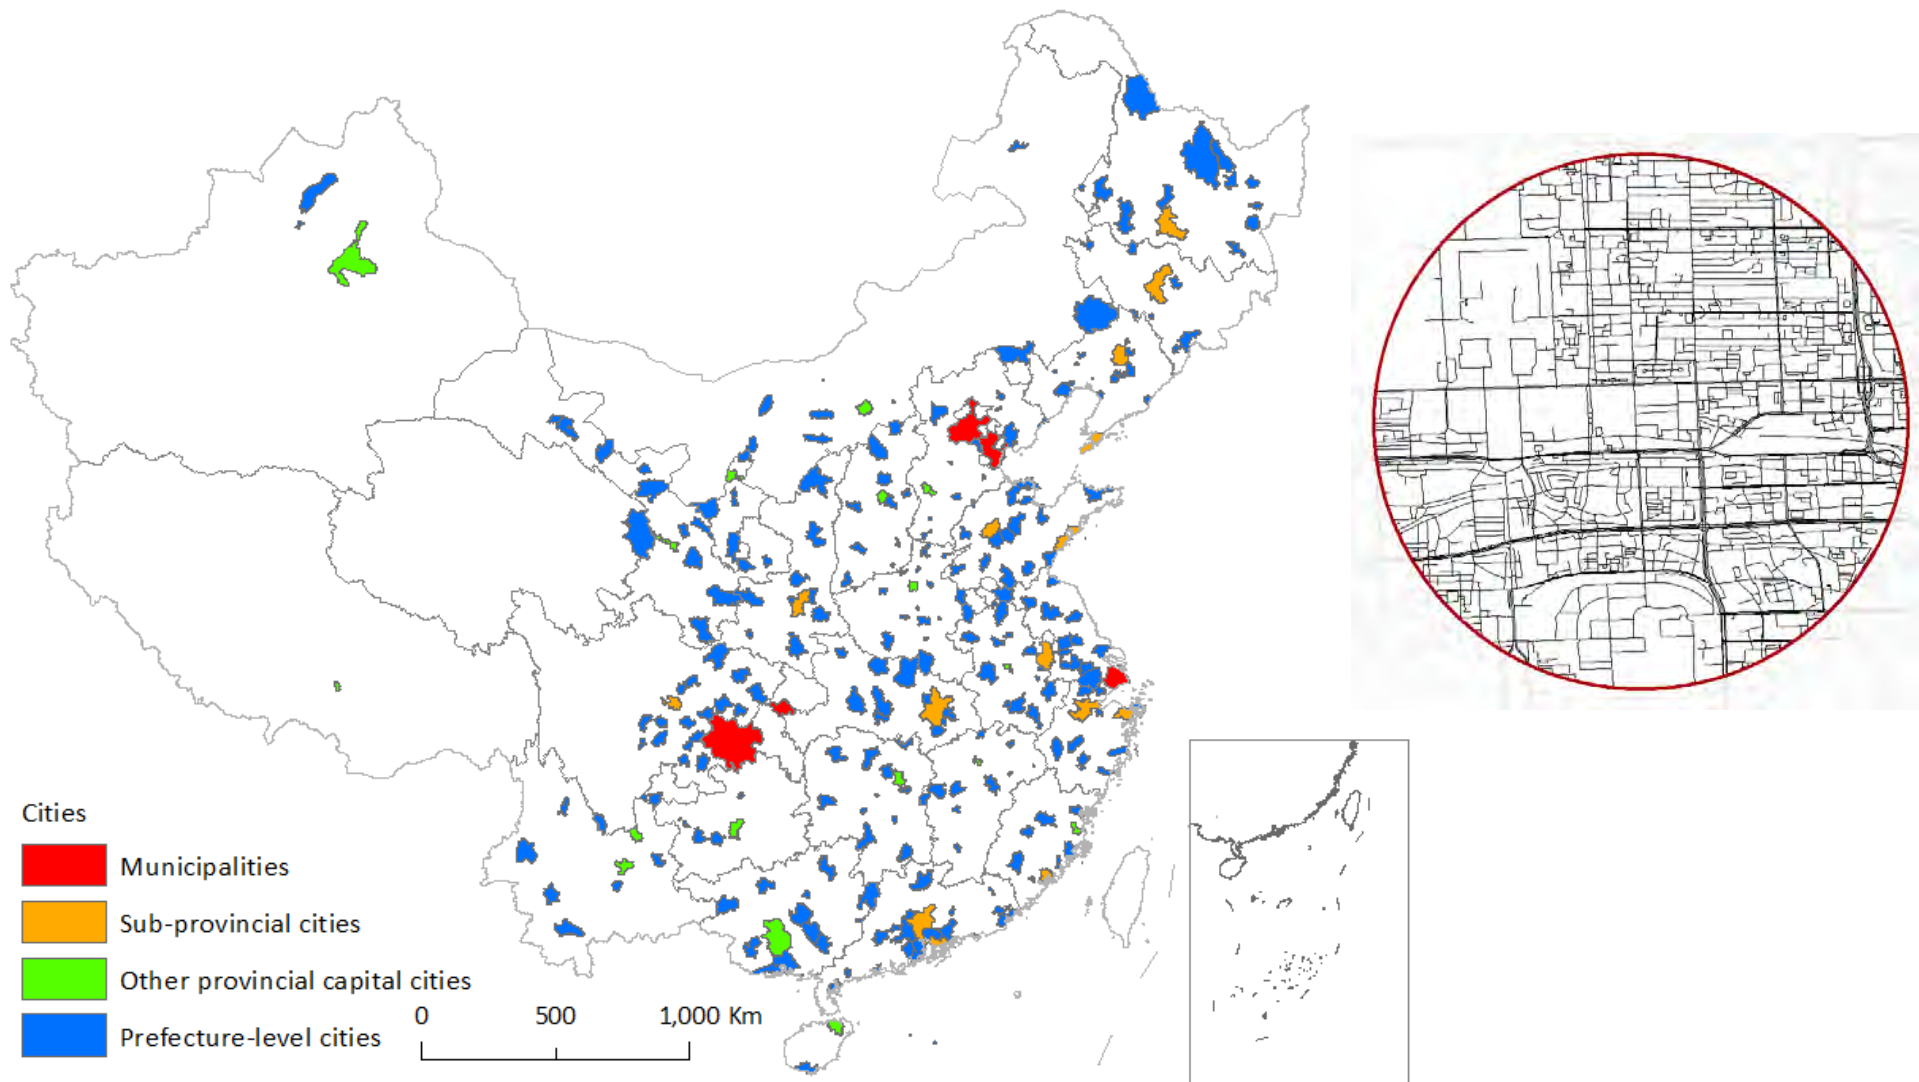 Cities
Municipalities
Sub-provincial cities
Other provincial capital cities
Prefecture-level cities
0 500 1,000 Km